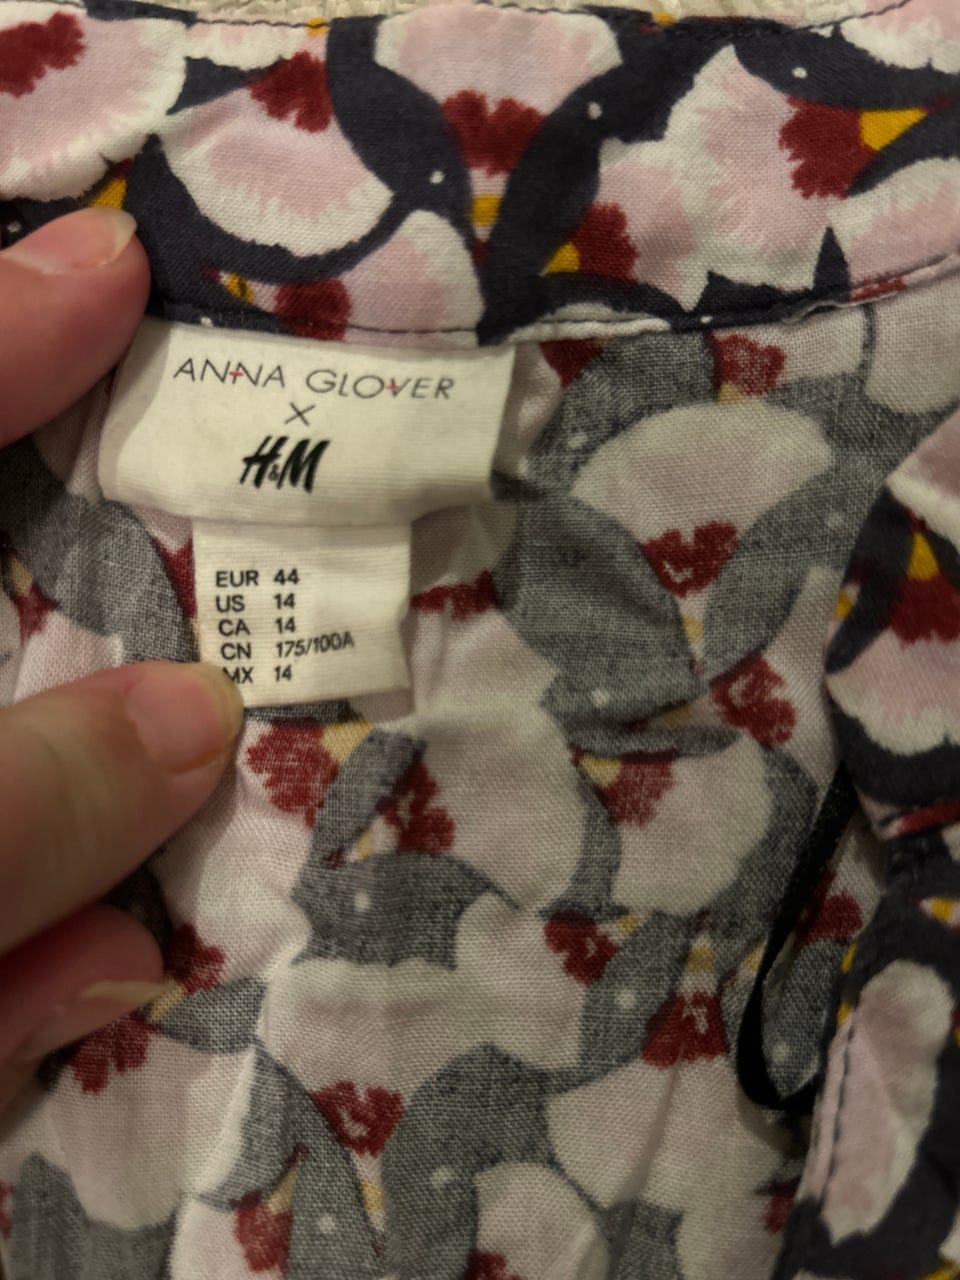 ANNA GLOVER
X
H&M
EUR 44
US 14
CA 14
CN 175/100A
MX 14